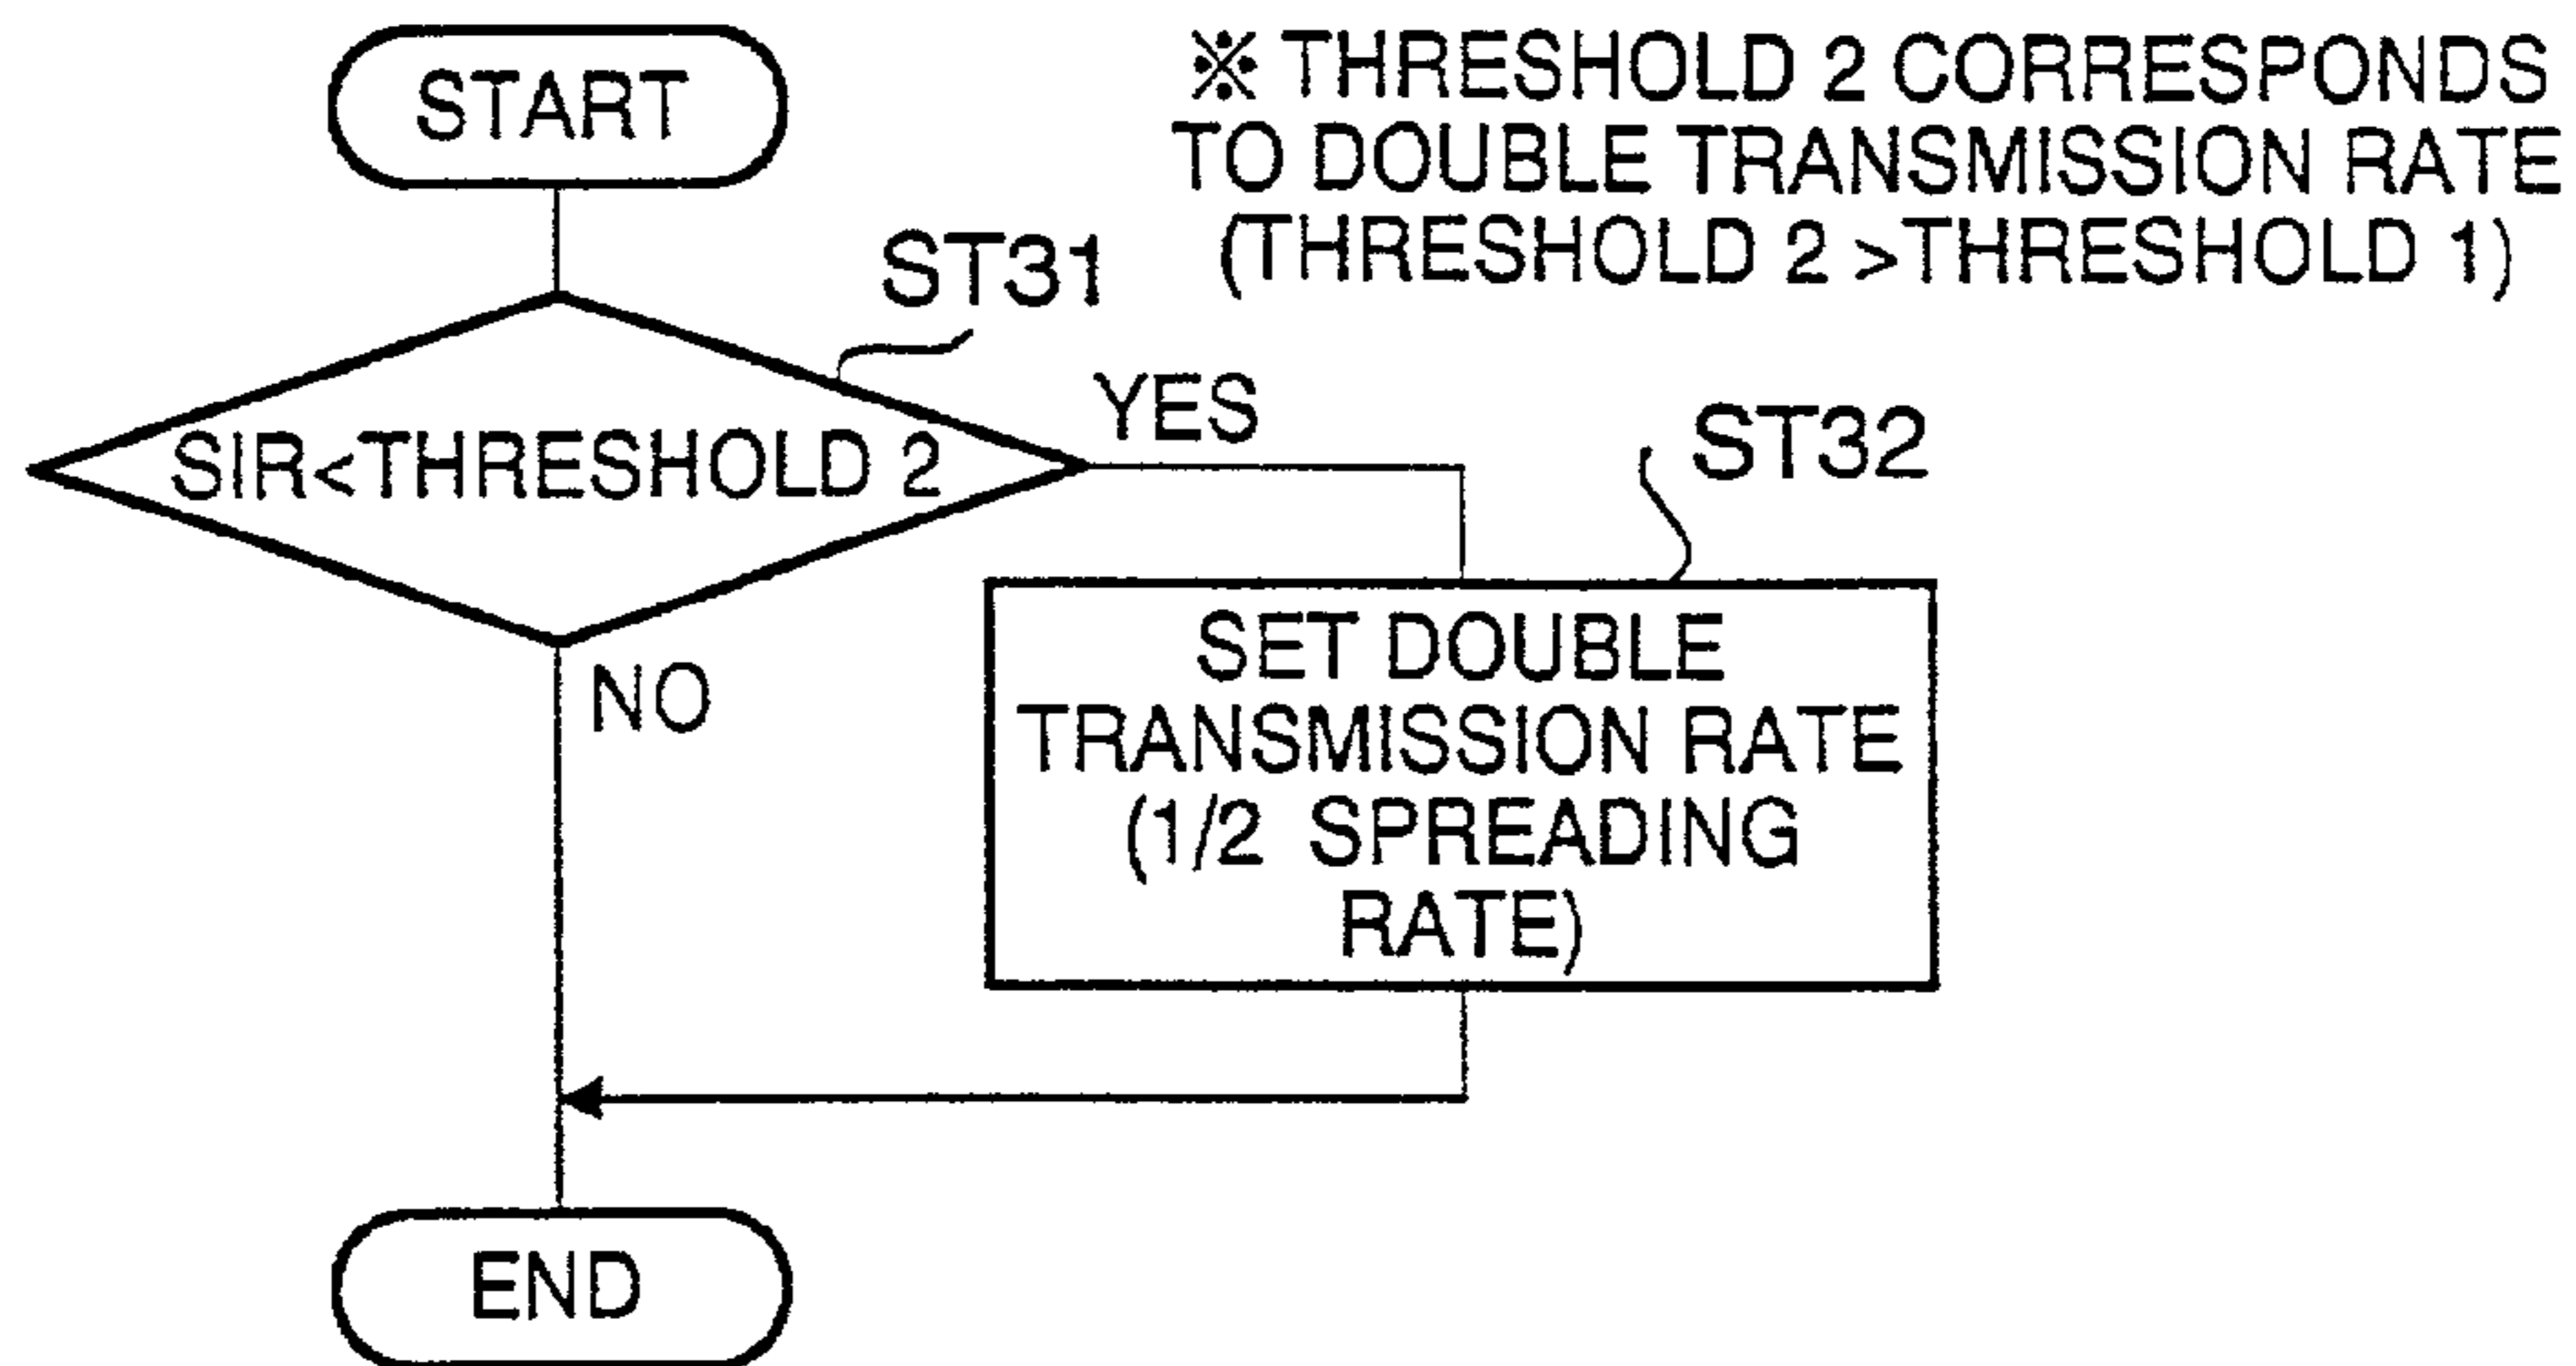 START
※ THRESHOLD 2 CORRESPONDS
TO DOUBLE TRANSMISSION RATE
(THRESHOLD 2 >THRESHOLD 1)
ST31
SIR<THRESHOLD 2
YES
ST32
NO
SET DOUBLE
TRANSMISSION RATE
(1/2 SPREADING
RATE)
END